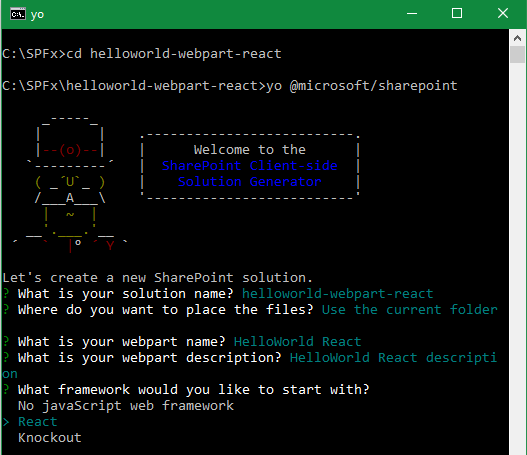 yo
C:\SPFx>cd helloworld-webpart-react
C:\SPFx\helloworld-webpart-react>yo @microsoft/sharepoint
Welcome to the
SharePoint Client-side
Solution Generator
Let's create a new SharePoint solution.
? What is your solution name? helloworld-webpart-react
? Where do you want to place the files? Use the current folder
? What is your webpart name? HelloWorld React
? What is your webpart description? HelloWorld React descripti
on
? What framework would you like to start with?
No javaScript web framework
> React
Knockout